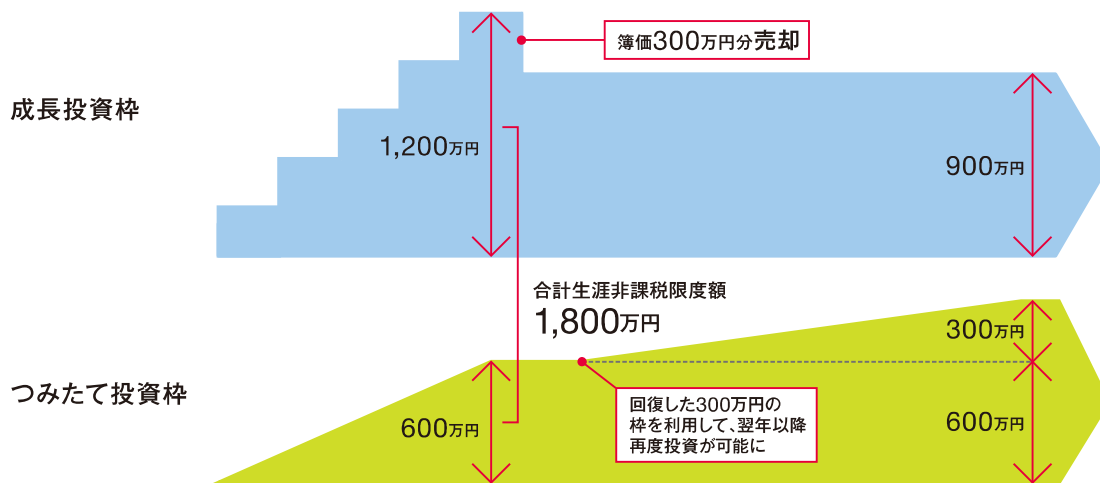 簿価300万円分売却
成長投資枠
1,200万円
900万円
合計生涯非課税限度額
1,800万円
300万円
つみたて投資枠
600万円
回復した300万円の
枠を利用して、翌年以降
再度投資が可能に
600万円